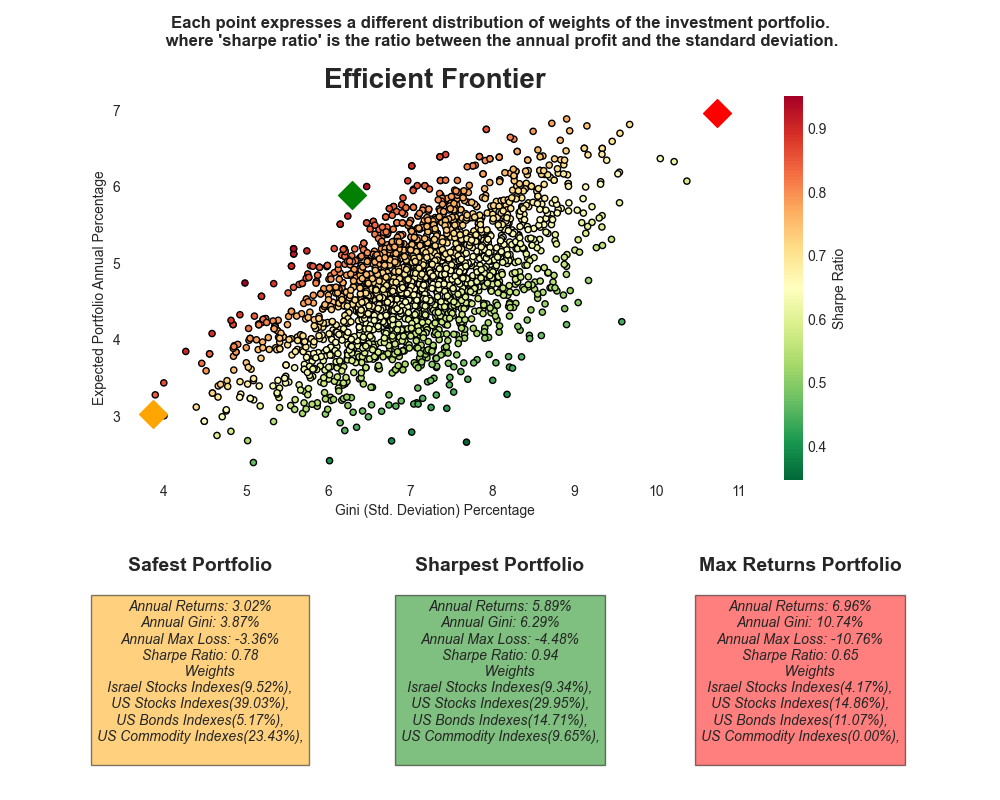 Each point expresses a different distribution of weights of the investment portfolio.
where 'sharpe ratio' is the ratio between the annual profit and the standard deviation.
Efficient Frontier
7
6
5
4
3
Expected Portfolio Annual Percentage
4 5 6 7 8 9 10 11
Gini (Std. Deviation) Percentage
0.9
0.8
0.7
0.6
0.5
0.4
Sharpe Ratio
Safest Portfolio
Annual Returns: 3.02%
Annual Gini: 3.87%
Annual Max Loss: -3.36%
Sharpe Ratio: 0.78
Weights
Israel Stocks Indexes(9.52%),
US Stocks Indexes(39.03%),
US Bonds Indexes(5.17%),
US Commodity Indexes(23.43%),
Sharpest Portfolio
Annual Returns: 5.89%
Annual Gini: 6.29%
Annual Max Loss: -4.48%
Sharpe Ratio: 0.94
Weights
Israel Stocks Indexes(9.34%),
US Stocks Indexes(29.95%),
US Bonds Indexes(14.71%),
US Commodity Indexes(9.65%),
Max Returns Portfolio
Annual Returns: 6.96%
Annual Gini: 10.74%
Annual Max Loss: -10.76%
Sharpe Ratio: 0.65
Weights
Israel Stocks Indexes(4.17%),
US Stocks Indexes(14.86%),
US Bonds Indexes(11.07%),
US Commodity Indexes(0.00%),